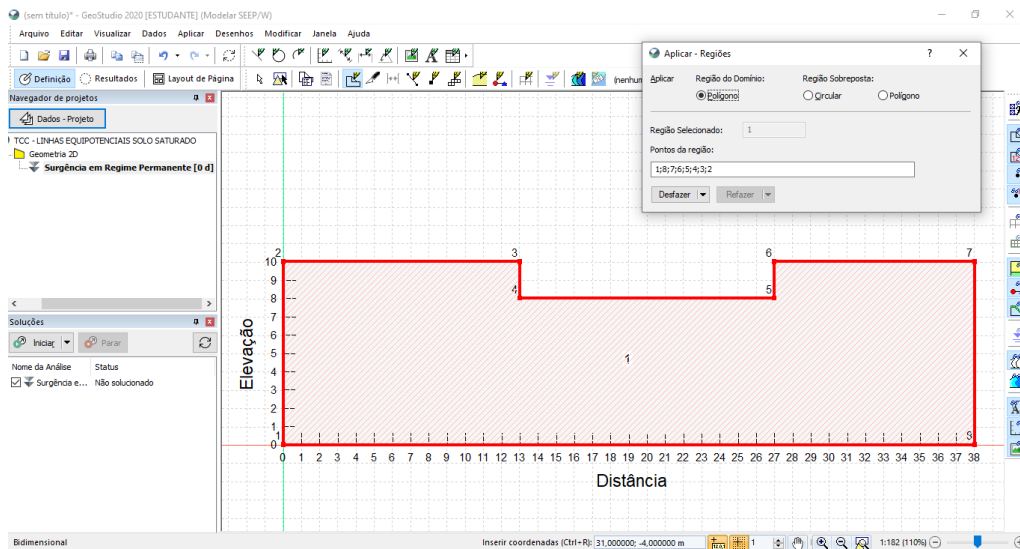 (sem título)* - GeoStudio 2020 [ESTUDANTE] (Modelar SEEP/W)
Arquivo Editar Visualizar Dados Aplicar Desenhos Modificar Janela Ajuda
Definição Resultados Layout de Página
Navegador de projetos
Dados - Projeto
TCC - LINHAS EQUIPOTENCIAIS SOLO SATURADO
Geometria 2D
Surgência em Regime Permanente [0 d]
Soluções
Iniciar Parar
Nome da Análise Status
Surgência e... Não solucionado
Aplicar - Regiões ? X
Aplicar Região do Domínio: Região Sobreposta:
Polígono Circular Polígono
Região Selecionado: 1
Pontos da região:
1;8;7;6;5;4;3;2
Desfazer Refazer
2 3 6 7
10
9
8 4 5
7
6
5
4 1
3
2
1
0 1
Elevação
0 1 2 3 4 5 6 7 8 9 10 11 12 13 14 15 16 17 18 19 20 21 22 23 24 25 26 27 28 29 30 31 32 33 34 35 36 37 38
Distância
Bidimensional Inserir coordenadas (Ctrl+R): 31,000000; -4,000000 m 1 1:182 (110%)